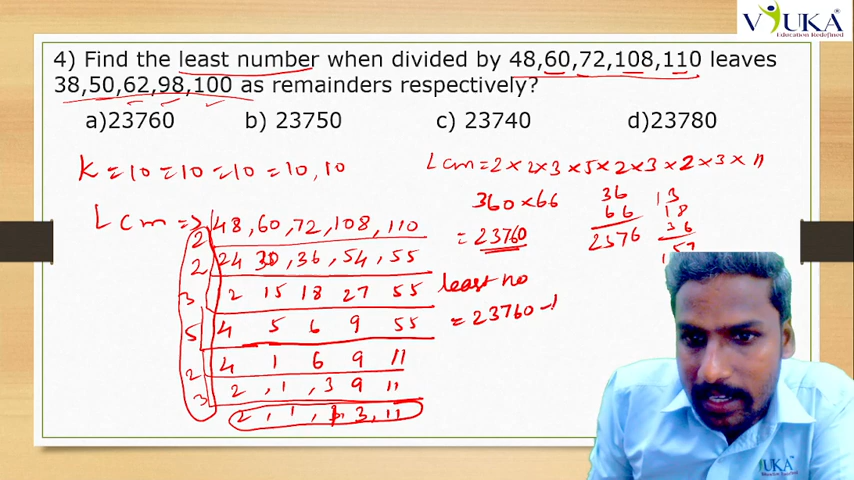 VYUKA
Education Redefined
4) Find the least number when divided by 48,60,72,108,110 leaves
38,50,62,98,100 as remainders respectively?
a)23760 b) 23750 c) 23740 d)23780
K = 10 = 10 = 10 = 10, 10
Lcm = 2 × 2 × 3 × 5 × 2 × 3 × 2 × 3 × 11
360 × 66
= 23760
36
66
2376
13
18
36
Lcm =>
48, 60, 72, 108, 110
2 24 30, 36, 54, 55
2 2 15 18 27 55
3 4 5 6 9 55
5 4 1 6 9 11
2 2, 1, 3 9 11
3 2, 1, 1, 3, 11
least no
= 23760 -